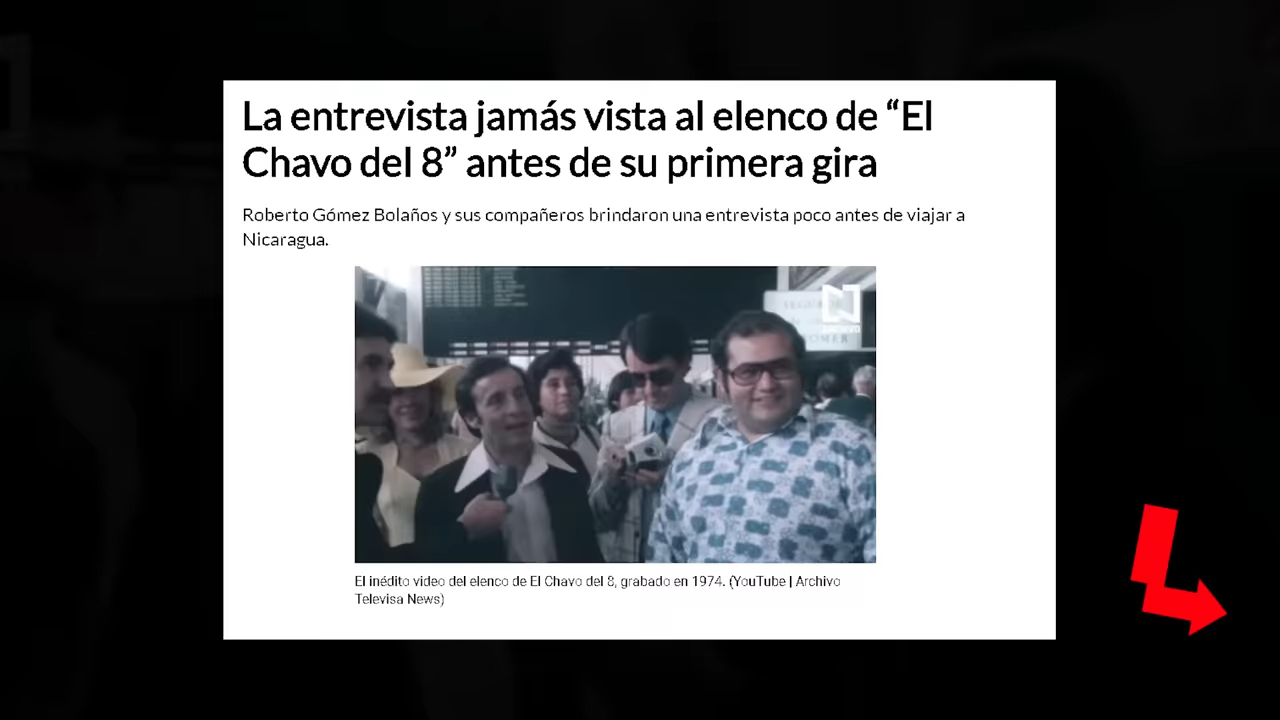 La entrevista jamás vista al elenco de “El
Chavo del 8” antes de su primera gira
Roberto Gómez Bolaños y sus compañeros brindaron una entrevista poco antes de viajar a
Nicaragua.
El inédito video del elenco de El Chavo del 8, grabado en 1974. (YouTube | Archivo
Televisa News)